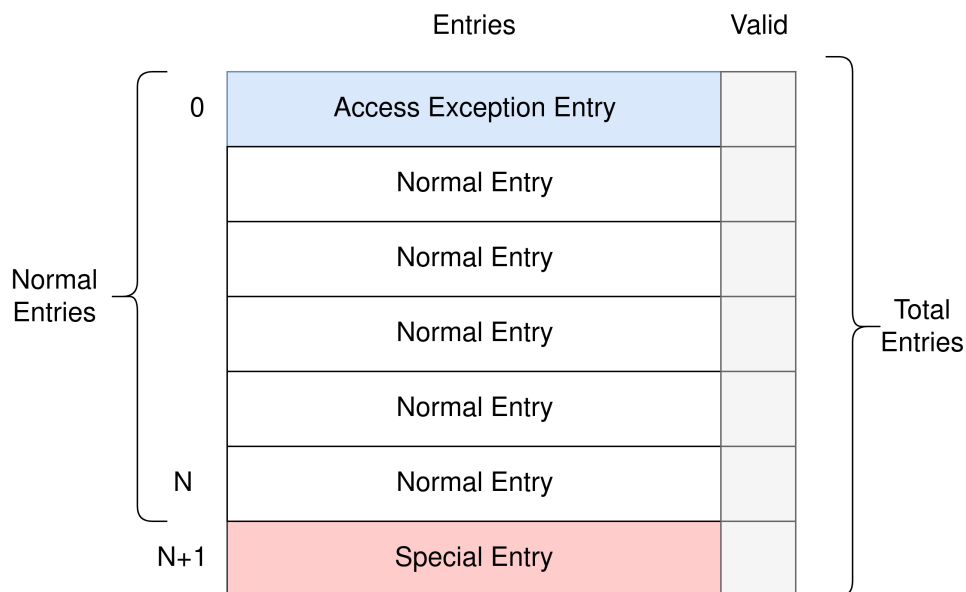 Entries Valid
0 Access Exception Entry
Normal Entry
Normal Entry
Normal
Entries
Normal Entry
Total
Entries
Normal Entry
N Normal Entry
N+1 Special Entry